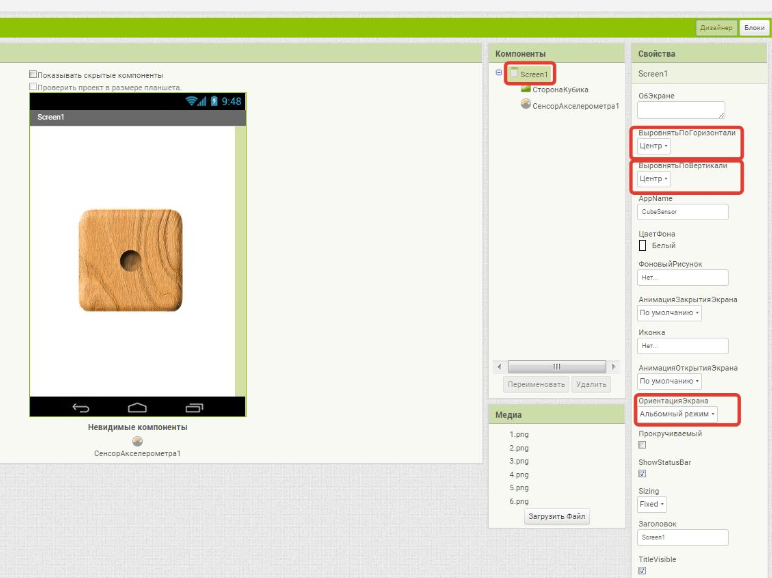 Дизайнер Блоки
Показывать скрытые компоненты
Проверить проект в размере планшета.
9:48
Screen1
Невидимые компоненты
СенсорАкселерометра1
Компоненты
Screen1
СторонаКубика
СенсорАкселерометра1
Переименовать Удалить
Медиа
1.png
2.png
3.png
4.png
5.png
6.png
Загрузить Файл
Свойства
Screen1
ОбЭкране
ВыровнятьПоГоризонтали
Центр
ВыровнятьПоВертикали
Центр
AppName
CubeSensor
ЦветФона
Белый
ФоновыйРисунок
Нет...
АнимацияЗакрытияЭкрана
По умолчанию
Иконка
Нет...
АнимацияОткрытияЭкрана
По умолчанию
ОриентацияЭкрана
Альбомный режим
Прокручиваемый
ShowStatusBar
Sizing
Fixed
Заголовок
Screen1
TitleVisible